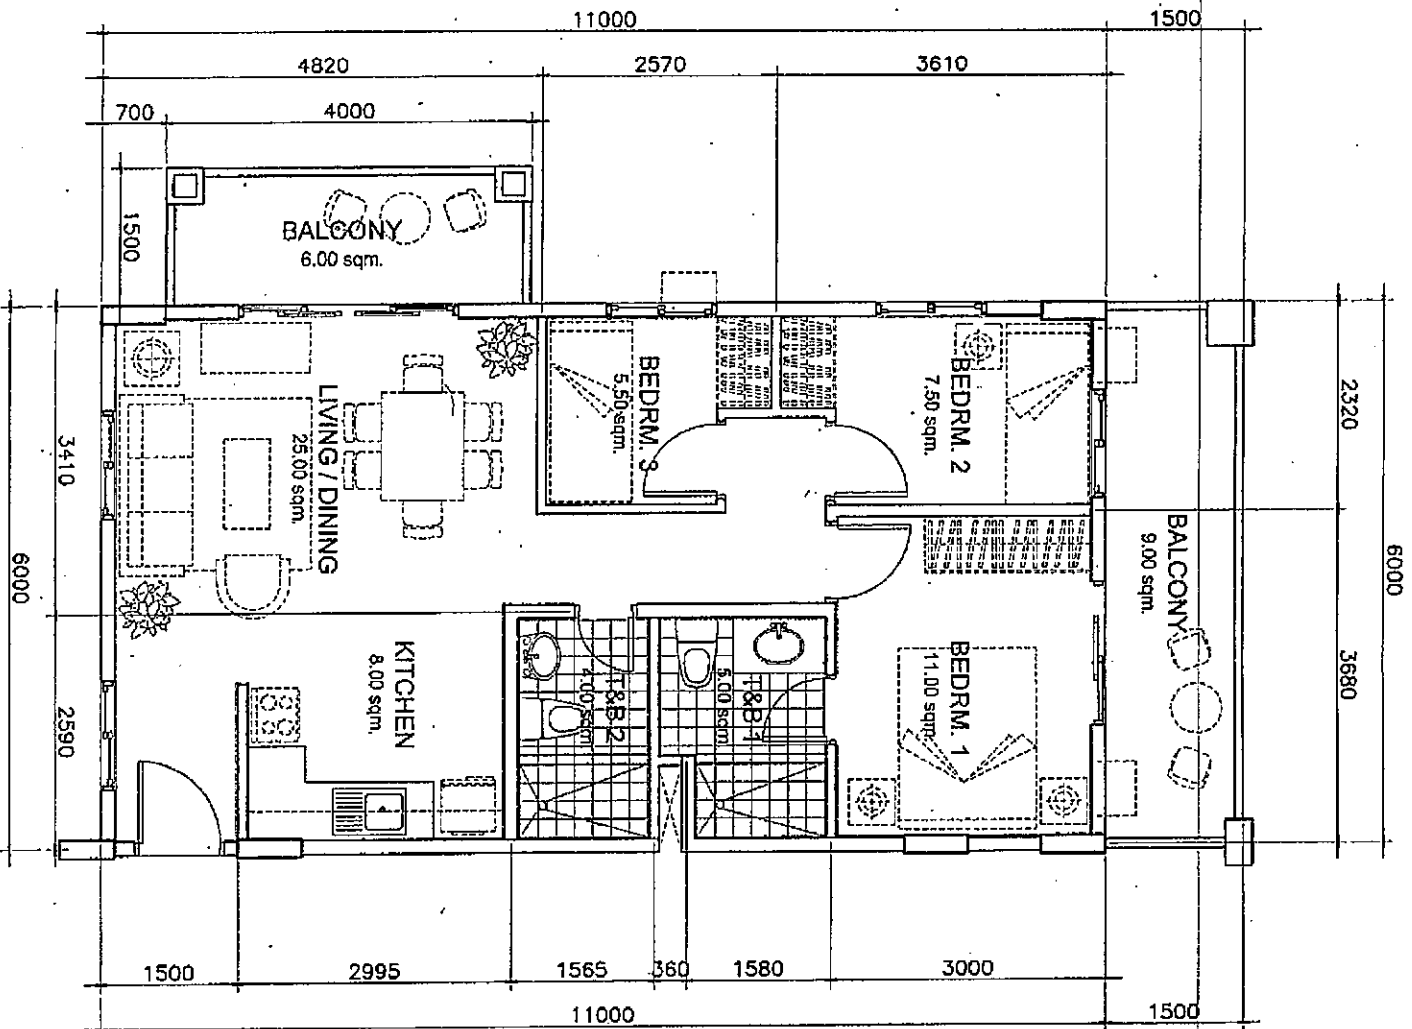 11000
1500
4820
2570
3610
700
4000
1500
BALCONY
6.00 sqm.
LIVING / DINING
25.00 sqm.
BEDRM. 3
5.50 sqm.
BEDRM. 2
7.50 sqm.
BALCONY
9.00 sqm.
2320
3680
6000
3410
2590
6000
KITCHEN
8.00 sqm.
T&B 2
4.00 sqm.
T&B 1
5.00 sqm.
BEDRM. 1
11.00 sqm.
1500
2995
1565
360
1580
3000
11000
1500